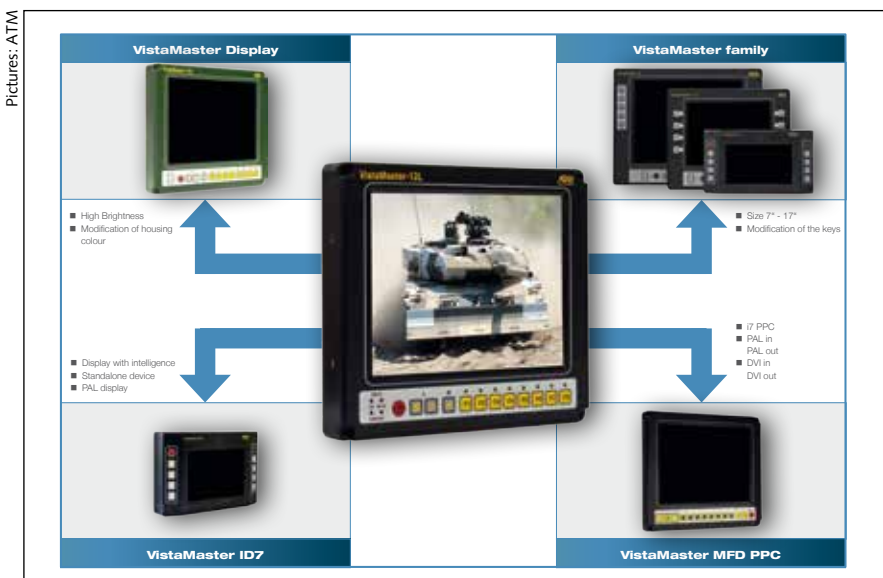 Pictures: ATM
VistaMaster Display
VistaMaster family
VistaMaster-12L
■ High Brightness
■ Modification of housing
colour
■ Size 7" - 17"
■ Modification of the keys
■ Display with intelligence
■ Standalone device
■ PAL display
■ i7 PPC
■ PAL in
PAL out
■ DVI in
DVI out
VistaMaster ID7
VistaMaster MFD PPC